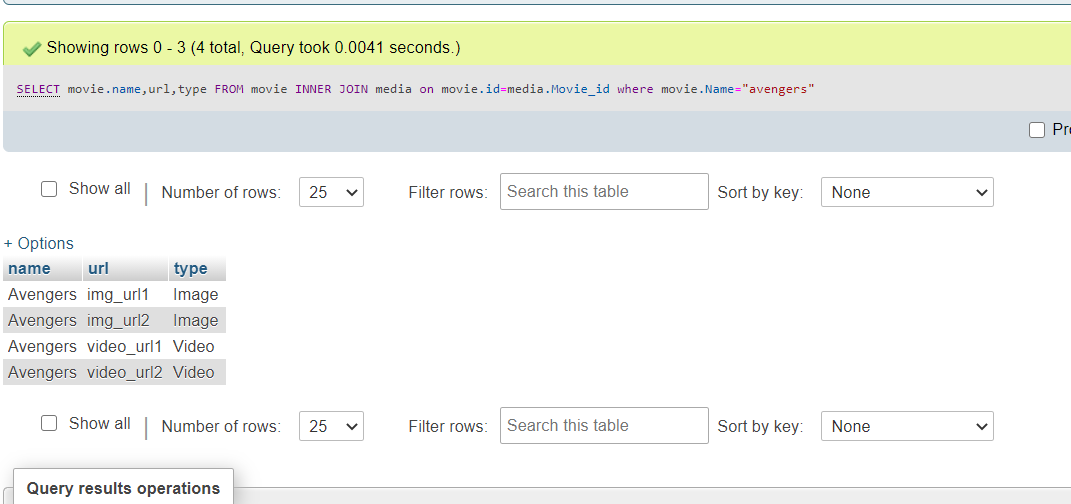 Showing rows 0 - 3 (4 total, Query took 0.0041 seconds.)
SELECT movie.name,url,type FROM movie INNER JOIN media on movie.id=media.Movie_id where movie.Name="avengers"
Show all | Number of rows: 25 Filter rows: Search this table Sort by key: None
+ Options
name url type
Avengers img_url1 Image
Avengers img_url2 Image
Avengers video_url1 Video
Avengers video_url2 Video
Show all | Number of rows: 25 Filter rows: Search this table Sort by key: None
Query results operations